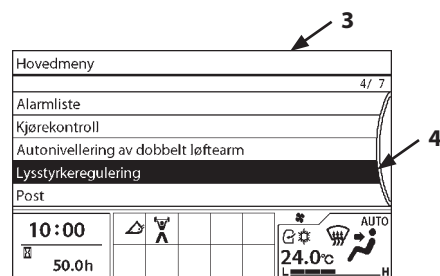 3
Hovedmeny
4/ 7
Alarmliste
Kjørekontroll
Autonivellering av dobbelt løftearm
4
Lysstyrkeregulering
Post
10:00
AUTO
50.0h
24.0℃
L H